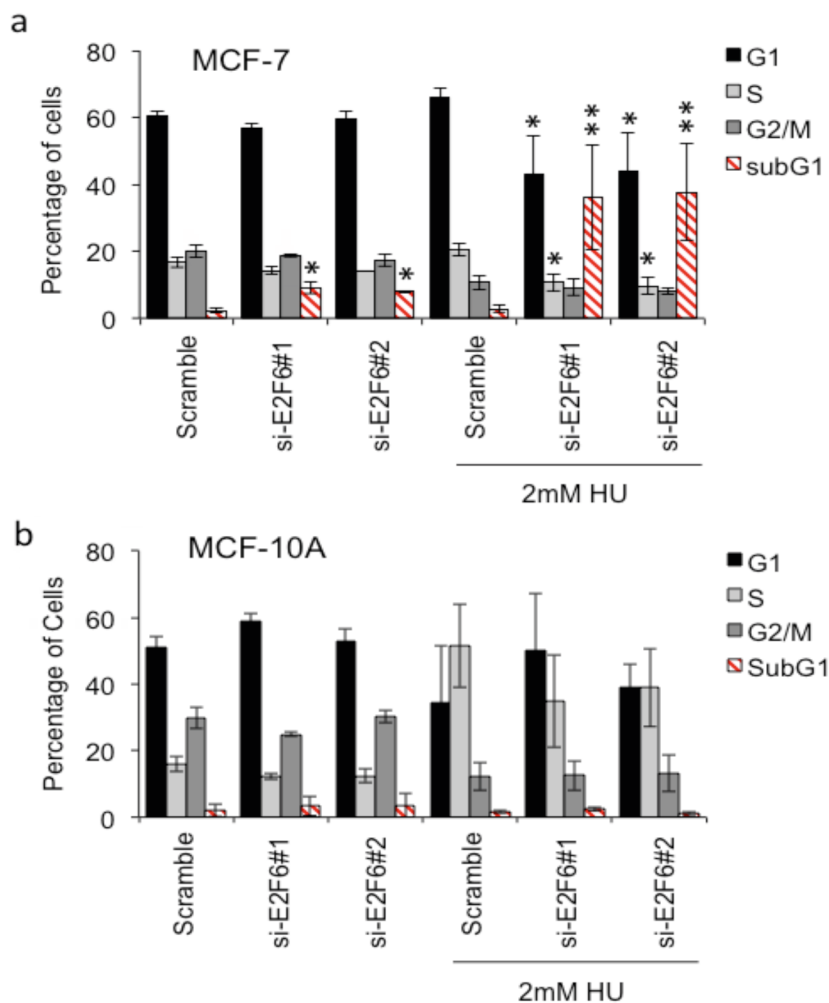 a
MCF-7
Percentage of cells
80
60
40
20
0
G1
S
G2/M
subG1
*
*
*
**
*
*
**
*
Scramble
si-E2F6#1
si-E2F6#2
Scramble
si-E2F6#1
si-E2F6#2
2mM HU
b
MCF-10A
Percentage of Cells
80
60
40
20
0
G1
S
G2/M
SubG1
Scramble
si-E2F6#1
si-E2F6#2
Scramble
si-E2F6#1
si-E2F6#2
2mM HU